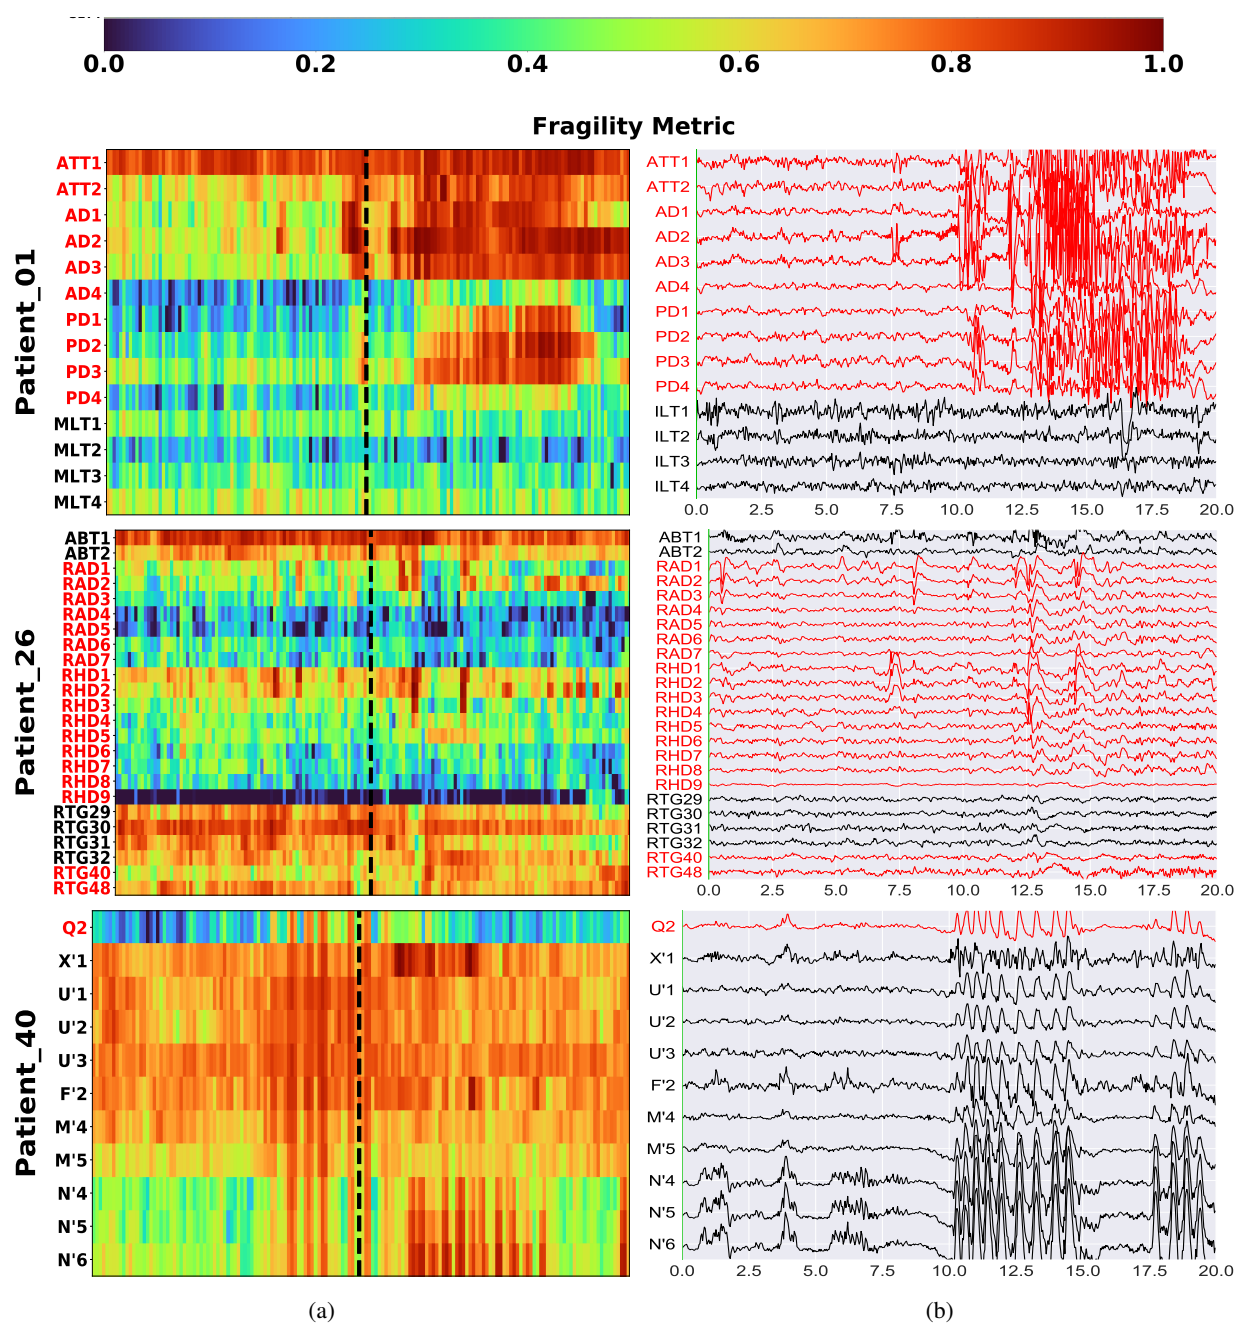 0.0 0.2 0.4 0.6 0.8 1.0
Fragility Metric
Patient_01
ATT1
ATT2
AD1
AD2
AD3
AD4
PD1
PD2
PD3
PD4
MLT1
MLT2
MLT3
MLT4
ATT1
ATT2
AD1
AD2
AD3
AD4
PD1
PD2
PD3
PD4
ILT1
ILT2
ILT3
ILT4
0.0 2.5 5.0 7.5 10.0 12.5 15.0 17.5 20.0
Patient_26
ABT1
ABT2
RAD1
RAD2
RAD3
RAD4
RAD5
RAD6
RAD7
RHD1
RHD2
RHD3
RHD4
RHD5
RHD6
RHD7
RHD8
RHD9
RTG29
RTG30
RTG31
RTG32
RTG40
RTG48
ABT1
ABT2
RAD1
RAD2
RAD3
RAD4
RAD5
RAD6
RAD7
RHD1
RHD2
RHD3
RHD4
RHD5
RHD6
RHD7
RHD8
RHD9
RTG29
RTG30
RTG31
RTG32
RTG40
RTG48
0.0 2.5 5.0 7.5 10.0 12.5 15.0 17.5 20.0
Patient_40
Q2
X'1
U'1
U'2
U'3
F'2
M'4
M'5
N'4
N'5
N'6
Q2
X'1
U'1
U'2
U'3
F'2
M'4
M'5
N'4
N'5
N'6
0.0 2.5 5.0 7.5 10.0 12.5 15.0 17.5 20.0
(a) (b)